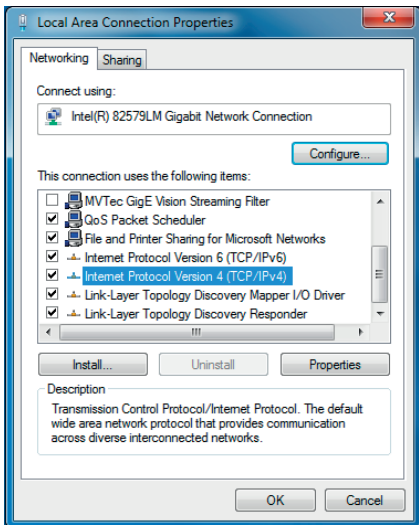 Local Area Connection Properties
Networking Sharing
Connect using:
Intel(R) 82579LM Gigabit Network Connection
Configure...
This connection uses the following items:
MVTec GigE Vision Streaming Filter
QoS Packet Scheduler
File and Printer Sharing for Microsoft Networks
Internet Protocol Version 6 (TCP/IPv6)
Internet Protocol Version 4 (TCP/IPv4)
Link-Layer Topology Discovery Mapper I/O Driver
Link-Layer Topology Discovery Responder
Install... Uninstall Properties
Description
Transmission Control Protocol/Internet Protocol. The default
wide area network protocol that provides communication
across diverse interconnected networks.
OK Cancel